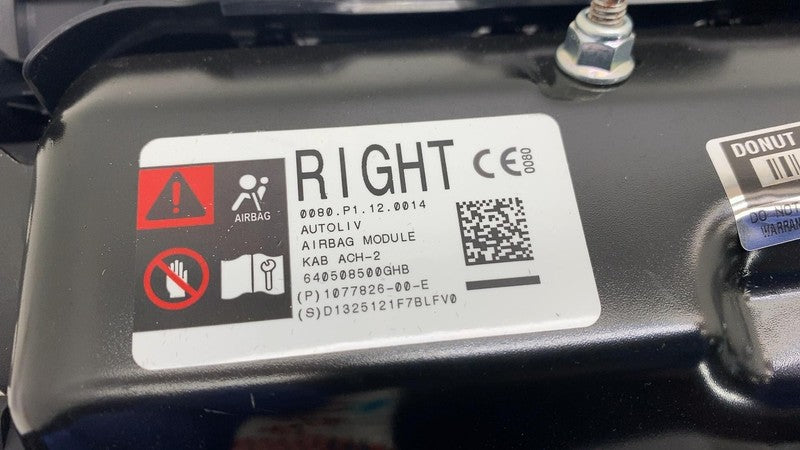 RIGHT
CE 0080
AIRBAG
0080.P1.12.0014
AUTOLIV
AIRBAG MODULE
KAB ACH-2
640508500GHB
(P)1077826-00-E
(S)D1325121F7BLFV0
DONUT
DO NOT
WARRAN